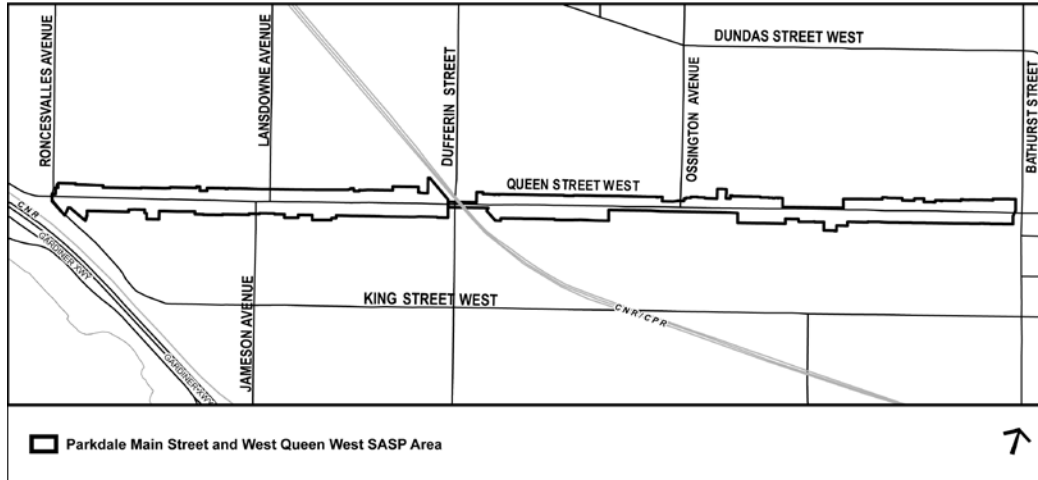 DUNDAS STREET WEST
RONCESVALLES AVENUE
LANSDOWNE AVENUE
DUFFERIN STREET
OSSINGTON AVENUE
BATHURST STREET
QUEEN STREET WEST
CNR
GARDINER XWY
GARDINER XWY
JAMESON AVENUE
KING STREET WEST
CNR/CPR
Parkdale Main Street and West Queen West SASP Area